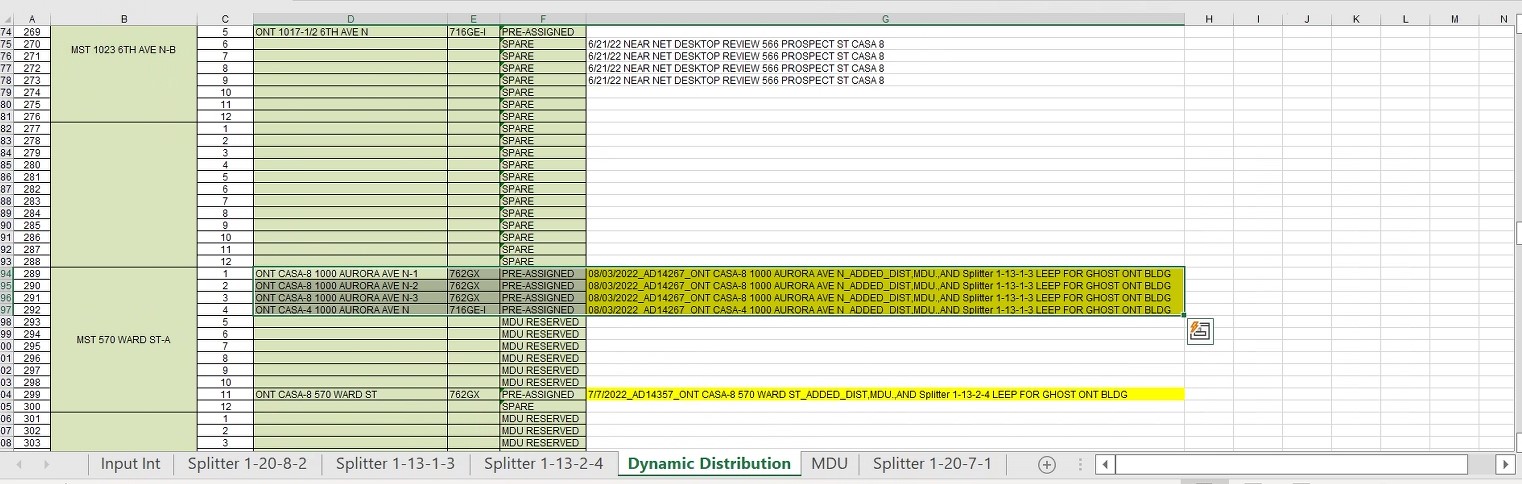 A B C D E F G H I J K L M N
74 269 5 ONT 1017-1/2 6TH AVE N 716GE-I PRE-ASSIGNED
75 270 6 SPARE 6/21/22 NEAR NET DESKTOP REVIEW 566 PROSPECT ST CASA 8
MST 1023 6TH AVE N-B
76 271 7 SPARE 6/21/22 NEAR NET DESKTOP REVIEW 566 PROSPECT ST CASA 8
77 272 8 SPARE 6/21/22 NEAR NET DESKTOP REVIEW 566 PROSPECT ST CASA 8
78 273 9 SPARE 6/21/22 NEAR NET DESKTOP REVIEW 566 PROSPECT ST CASA 8
79 274 10 SPARE
80 275 11 SPARE
81 276 12 SPARE
82 277 1 SPARE
83 278 2 SPARE
84 279 3 SPARE
85 280 4 SPARE
86 281 5 SPARE
87 282 6 SPARE
88 283 7 SPARE
89 284 8 SPARE
90 285 9 SPARE
91 286 10 SPARE
92 287 11 SPARE
93 288 12 SPARE
94 289 1 ONT CASA-8 1000 AURORA AVE N-1 762GX PRE-ASSIGNED 08/03/2022_AD14267_ONT CASA-8 1000 AURORA AVE N_ADDED_DIST,MDU.,AND Splitter 1-13-1-3 LEEP FOR GHOST ONT BLDG
95 290 2 ONT CASA-8 1000 AURORA AVE N-2 762GX PRE-ASSIGNED 08/03/2022_AD14267_ONT CASA-8 1000 AURORA AVE N_ADDED_DIST,MDU.,AND Splitter 1-13-1-3 LEEP FOR GHOST ONT BLDG
96 291 3 ONT CASA-8 1000 AURORA AVE N-3 762GX PRE-ASSIGNED 08/03/2022_AD14267_ONT CASA-8 1000 AURORA AVE N_ADDED_DIST,MDU.,AND Splitter 1-13-1-3 LEEP FOR GHOST ONT BLDG
97 292 4 ONT CASA-4 1000 AURORA AVE N 716GE-I PRE-ASSIGNED 08/03/2022_AD14267_ONT CASA-4 1000 AURORA AVE N_ADDED_DIST,MDU.,AND Splitter 1-13-1-3 LEEP FOR GHOST ONT BLDG
98 293 5 MDU RESERVED
99 294 6 MDU RESERVED
00 295 MST 570 WARD ST-A 7 MDU RESERVED
01 296 8 MDU RESERVED
02 297 9 MDU RESERVED
03 298 10 MDU RESERVED
04 299 11 ONT CASA-8 570 WARD ST 762GX PRE-ASSIGNED 7/7/2022_AD14357_ONT CASA-8 570 WARD ST_ADDED_DIST,MDU.,AND Splitter 1-13-2-4 LEEP FOR GHOST ONT BLDG
05 300 12 SPARE
06 301 1 MDU RESERVED
07 302 2 MDU RESERVED
08 303 3 MDU RESERVED
Input Int Splitter 1-20-8-2 Splitter 1-13-1-3 Splitter 1-13-2-4 Dynamic Distribution MDU Splitter 1-20-7-1